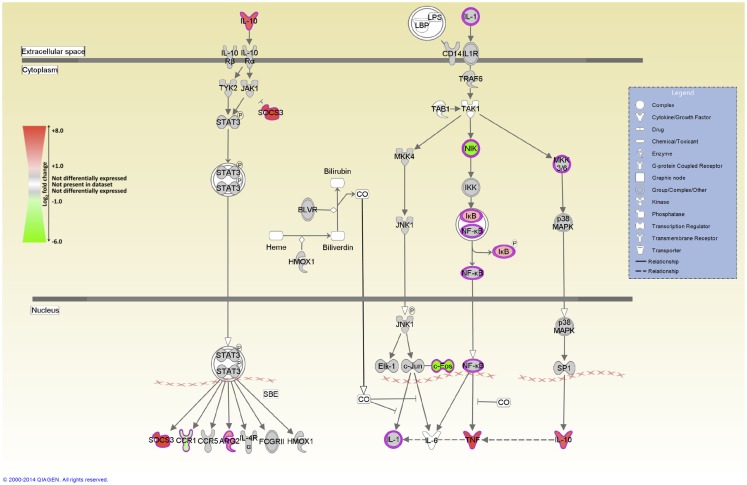 IL-10
LPS
LBP
IL-1
Extracellular space
IL-10
Rβ
IL-10
Rα
CD14
IL1R
Cytoplasm
TRAF6
TYK2
JAK1
SOCS3
TAB1
TAK1
P
STAT3
NIK
MKK4
MKK
3/6
P
STAT3
P
STAT3
Bilirubin
CO
IKK
BLVR
IκB
NF-κB
JNK1
p38
MAPK
Heme
Biliverdin
P
IκB
HMOX1
NF-κB
Nucleus
P
JNK1
p38
MAPK
P
STAT3
P
STAT3
Elk-1
c-Jun
c-Fos
NF-κB
SP1
SBE
CO
CO
SOCS3
CCR1
CCR5
ARG2
IL-4R
α
FCGRII
HMOX1
IL-1
IL-6
TNF
IL-10
Log2 fold change
+8.0
+1.0
Not differentially expressed
Not present in dataset
Not differentially expressed
-1.0
-6.0
Legend
Complex
Cytokine/Growth Factor
Drug
Chemical/Toxicant
Enzyme
G-protein Coupled Receptor
Graphic node
Group/Complex/Other
Kinase
Phosphatase
Transcription Regulator
Transmembrane Receptor
Transporter
Relationship
Relationship
© 2000-2014 QIAGEN. All rights reserved.